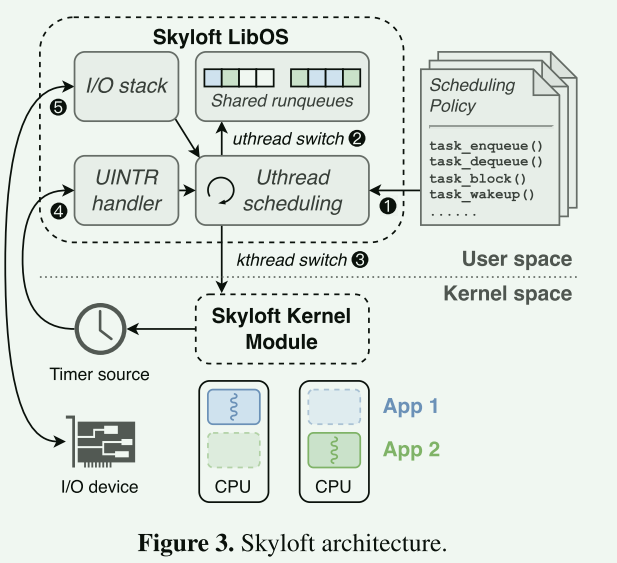 Skyloft LibOS
I/O stack
Shared runqueues
Scheduling
Policy
task_enqueue()
task_dequeue()
task_block()
task_wakeup()
......
❺
uthread switch ❷
UINTR
handler
Uthread
scheduling
❹
❶
kthread switch ❸
User space
Kernel space
Skyloft Kernel
Module
Timer source
App 1
App 2
I/O device
CPU
CPU
Figure 3. Skyloft architecture.